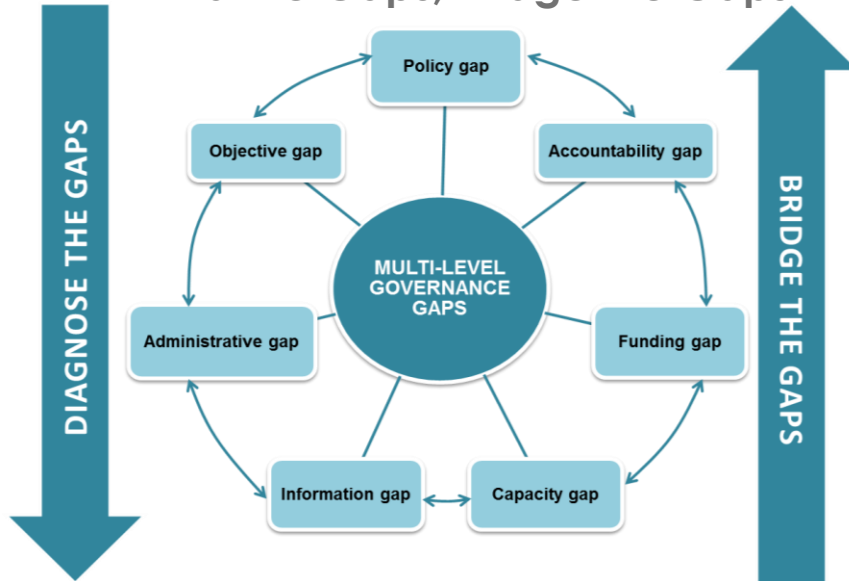 Policy gap
Objective gap
Accountability gap
DIAGNOSE THE GAPS
MULTI-LEVEL
GOVERNANCE
GAPS
BRIDGE THE GAPS
Administrative gap
Funding gap
Information gap
Capacity gap